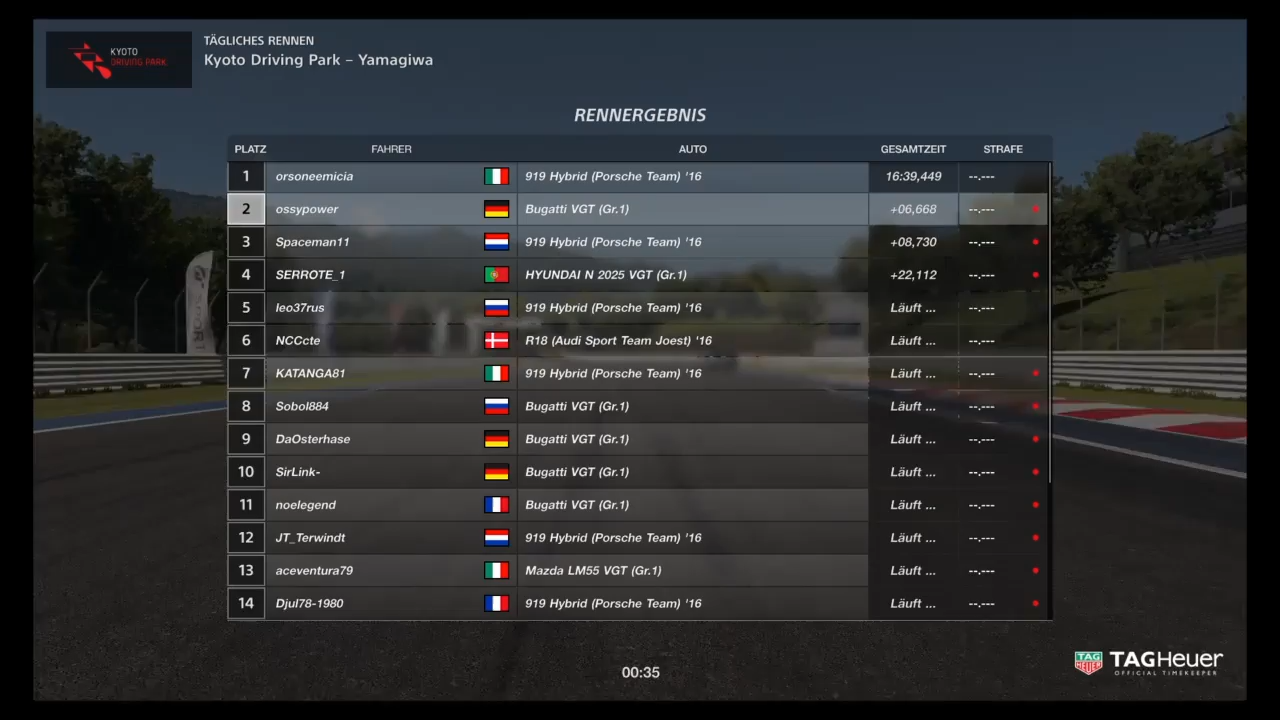 KYOTO
DRIVING PARK
TÄGLICHES RENNEN
Kyoto Driving Park – Yamagiwa
RENNERGEBNIS
PLATZ FAHRER AUTO GESAMTZEIT STRAFE
1 orsoneemicia 919 Hybrid (Porsche Team) '16 16:39,449 --,---
2 ossypower Bugatti VGT (Gr.1) +06,668 --,---
3 Spaceman11 919 Hybrid (Porsche Team) '16 +08,730 --,---
4 SERROTE_1 HYUNDAI N 2025 VGT (Gr.1) +22,112 --,---
5 leo37rus 919 Hybrid (Porsche Team) '16 Läuft ... --,---
6 NCCcte R18 (Audi Sport Team Joest) '16 Läuft ... --,---
7 KATANGA81 919 Hybrid (Porsche Team) '16 Läuft ... --,---
8 Sobol884 Bugatti VGT (Gr.1) Läuft ... --,---
9 DaOsterhase Bugatti VGT (Gr.1) Läuft ... --,---
10 SirLink- Bugatti VGT (Gr.1) Läuft ... --,---
11 noelegend Bugatti VGT (Gr.1) Läuft ... --,---
12 JT_Terwindt 919 Hybrid (Porsche Team) '16 Läuft ... --,---
13 aceventura79 Mazda LM55 VGT (Gr.1) Läuft ... --,---
14 Djul78-1980 919 Hybrid (Porsche Team) '16 Läuft ... --,---
00:35
TAG
HEUER
TAGHeuer
OFFICIAL TIMEKEEPER